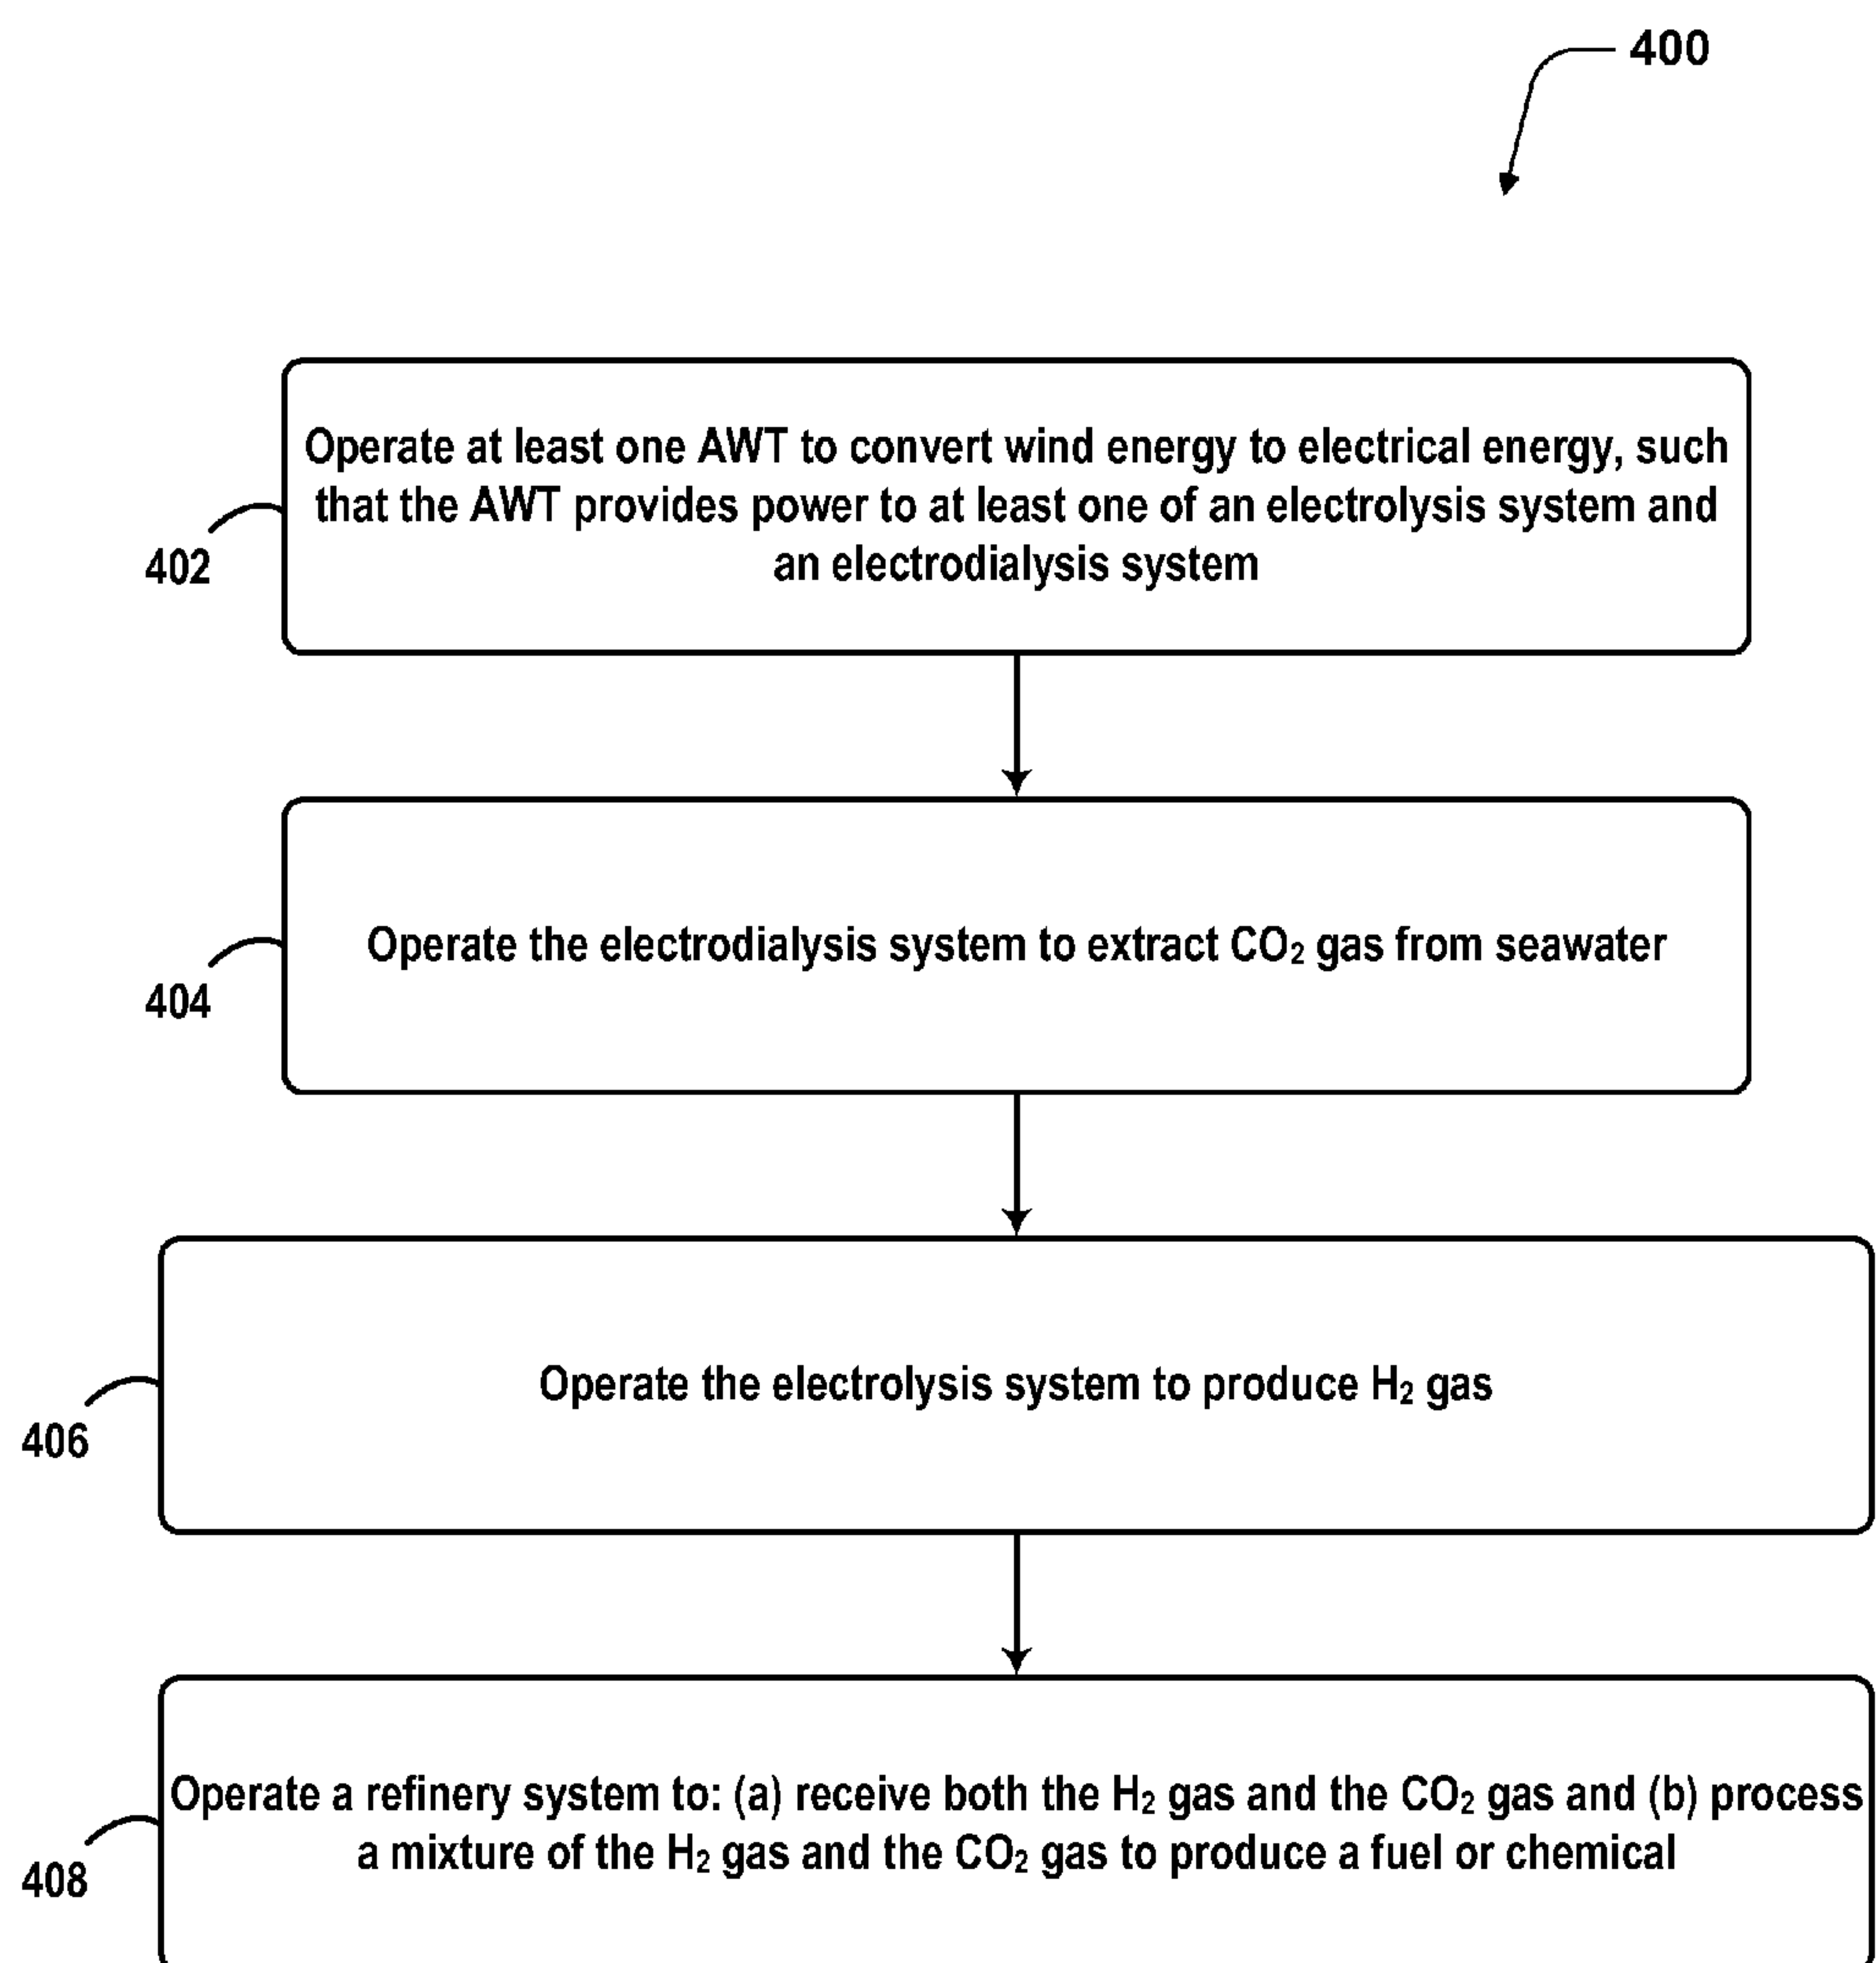 400
Operate at least one AWT to convert wind energy to electrical energy, such
that the AWT provides power to at least one of an electrolysis system and
an electrodialysis system
402
Operate the electrodialysis system to extract CO₂ gas from seawater
404
Operate the electrolysis system to produce H₂ gas
406
Operate a refinery system to: (a) receive both the H₂ gas and the CO₂ gas and (b) process
a mixture of the H₂ gas and the CO₂ gas to produce a fuel or chemical
408